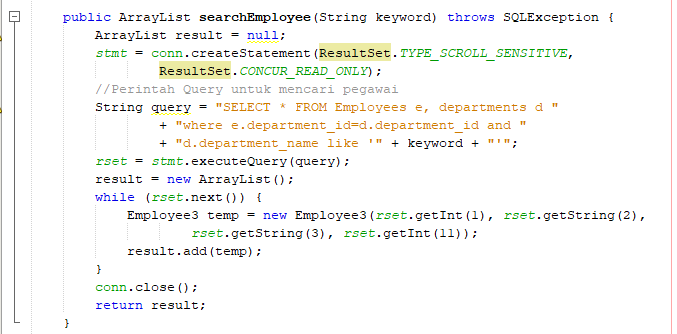 public ArrayList searchEmployee(String keyword) throws SQLException {
ArrayList result = null;
stmt = conn.createStatement(ResultSet.TYPE_SCROLL_SENSITIVE,
ResultSet.CONCUR_READ_ONLY);
//Perintah Query untuk mencari pegawai
String query = "SELECT * FROM Employees e, departments d "
+ "where e.department_id=d.department_id and "
+ "d.department_name like '" + keyword + "'";
rset = stmt.executeQuery(query);
result = new ArrayList();
while (rset.next()) {
Employee3 temp = new Employee3(rset.getInt(1), rset.getString(2),
rset.getString(3), rset.getInt(11));
result.add(temp);
}
conn.close();
return result;
}